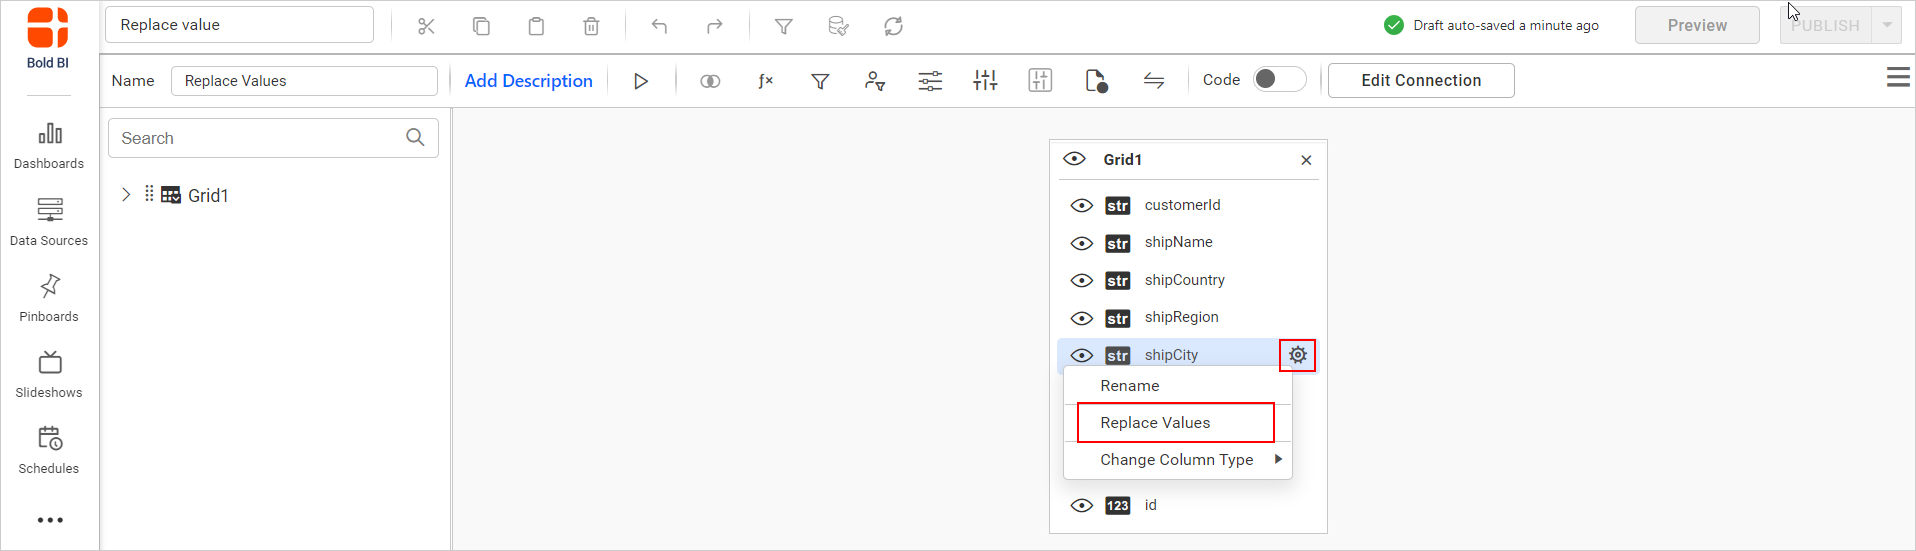 Replace value
Draft auto-saved a minute ago
Preview
PUBLISH
Bold BI
Name
Replace Values
Add Description
ƒx
Code
Edit Connection
Dashboards
Data Sources
Pinboards
Slideshows
Schedules
Search
Grid1
Grid1
str customerId
str shipName
str shipCountry
str shipRegion
str shipCity
Rename
Replace Values
Change Column Type
123 id